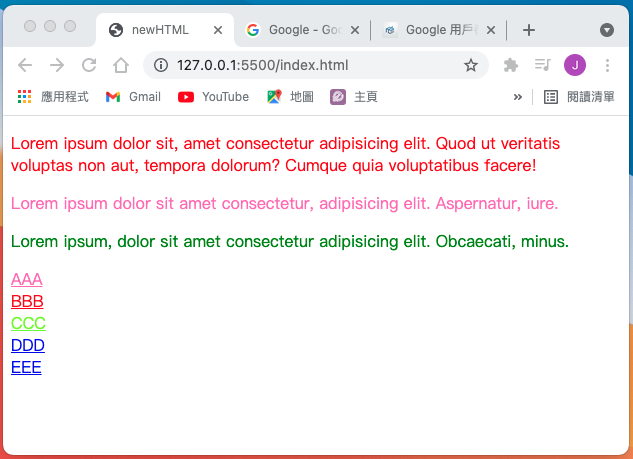 newHTML
Google - Goo
Google 用戶
127.0.0.1:5500/index.html
J
應用程式
Gmail
YouTube
地圖
主頁
»
閱讀清單
Lorem ipsum dolor sit, amet consectetur adipisicing elit. Quod ut veritatis
voluptas non aut, tempora dolorum? Cumque quia voluptatibus facere!
Lorem ipsum dolor sit amet consectetur, adipisicing elit. Aspernatur, iure.
Lorem ipsum, dolor sit amet consectetur adipisicing elit. Obcaecati, minus.
AAA
BBB
CCC
DDD
EEE